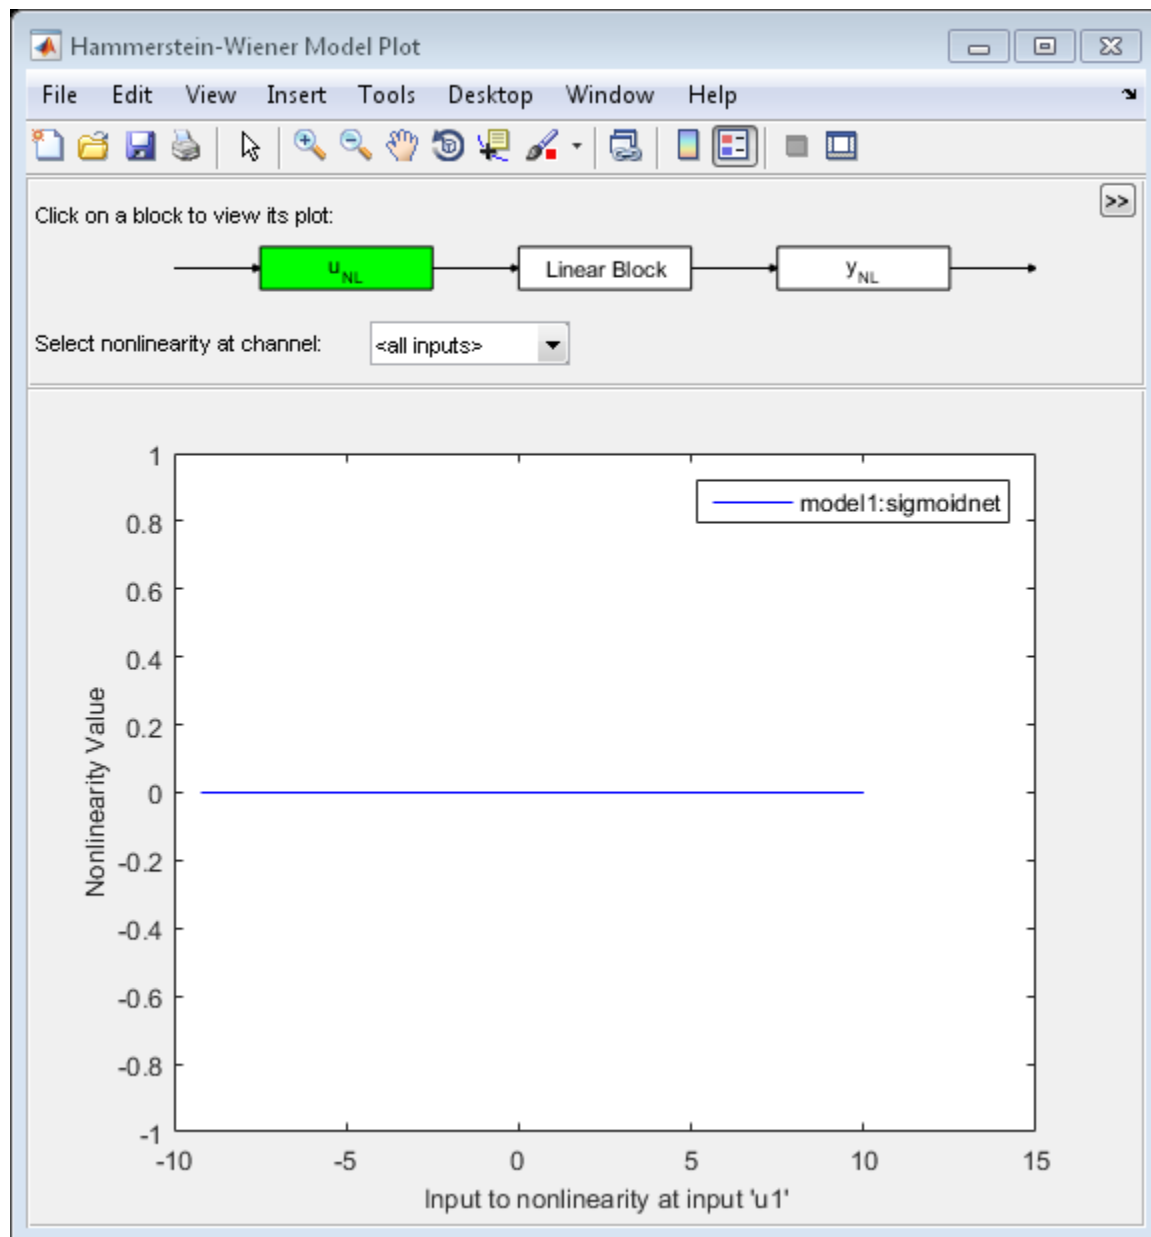 Hammerstein-Wiener Model Plot
File Edit View Insert Tools Desktop Window Help
Click on a block to view its plot:
>>
uNL Linear Block yNL
Select nonlinearity at channel: <all inputs>
model1:sigmoidnet
1
0.8
0.6
0.4
0.2
0
-0.2
-0.4
-0.6
-0.8
-1
Nonlinearity Value
-10 -5 0 5 10 15
Input to nonlinearity at input 'u1'